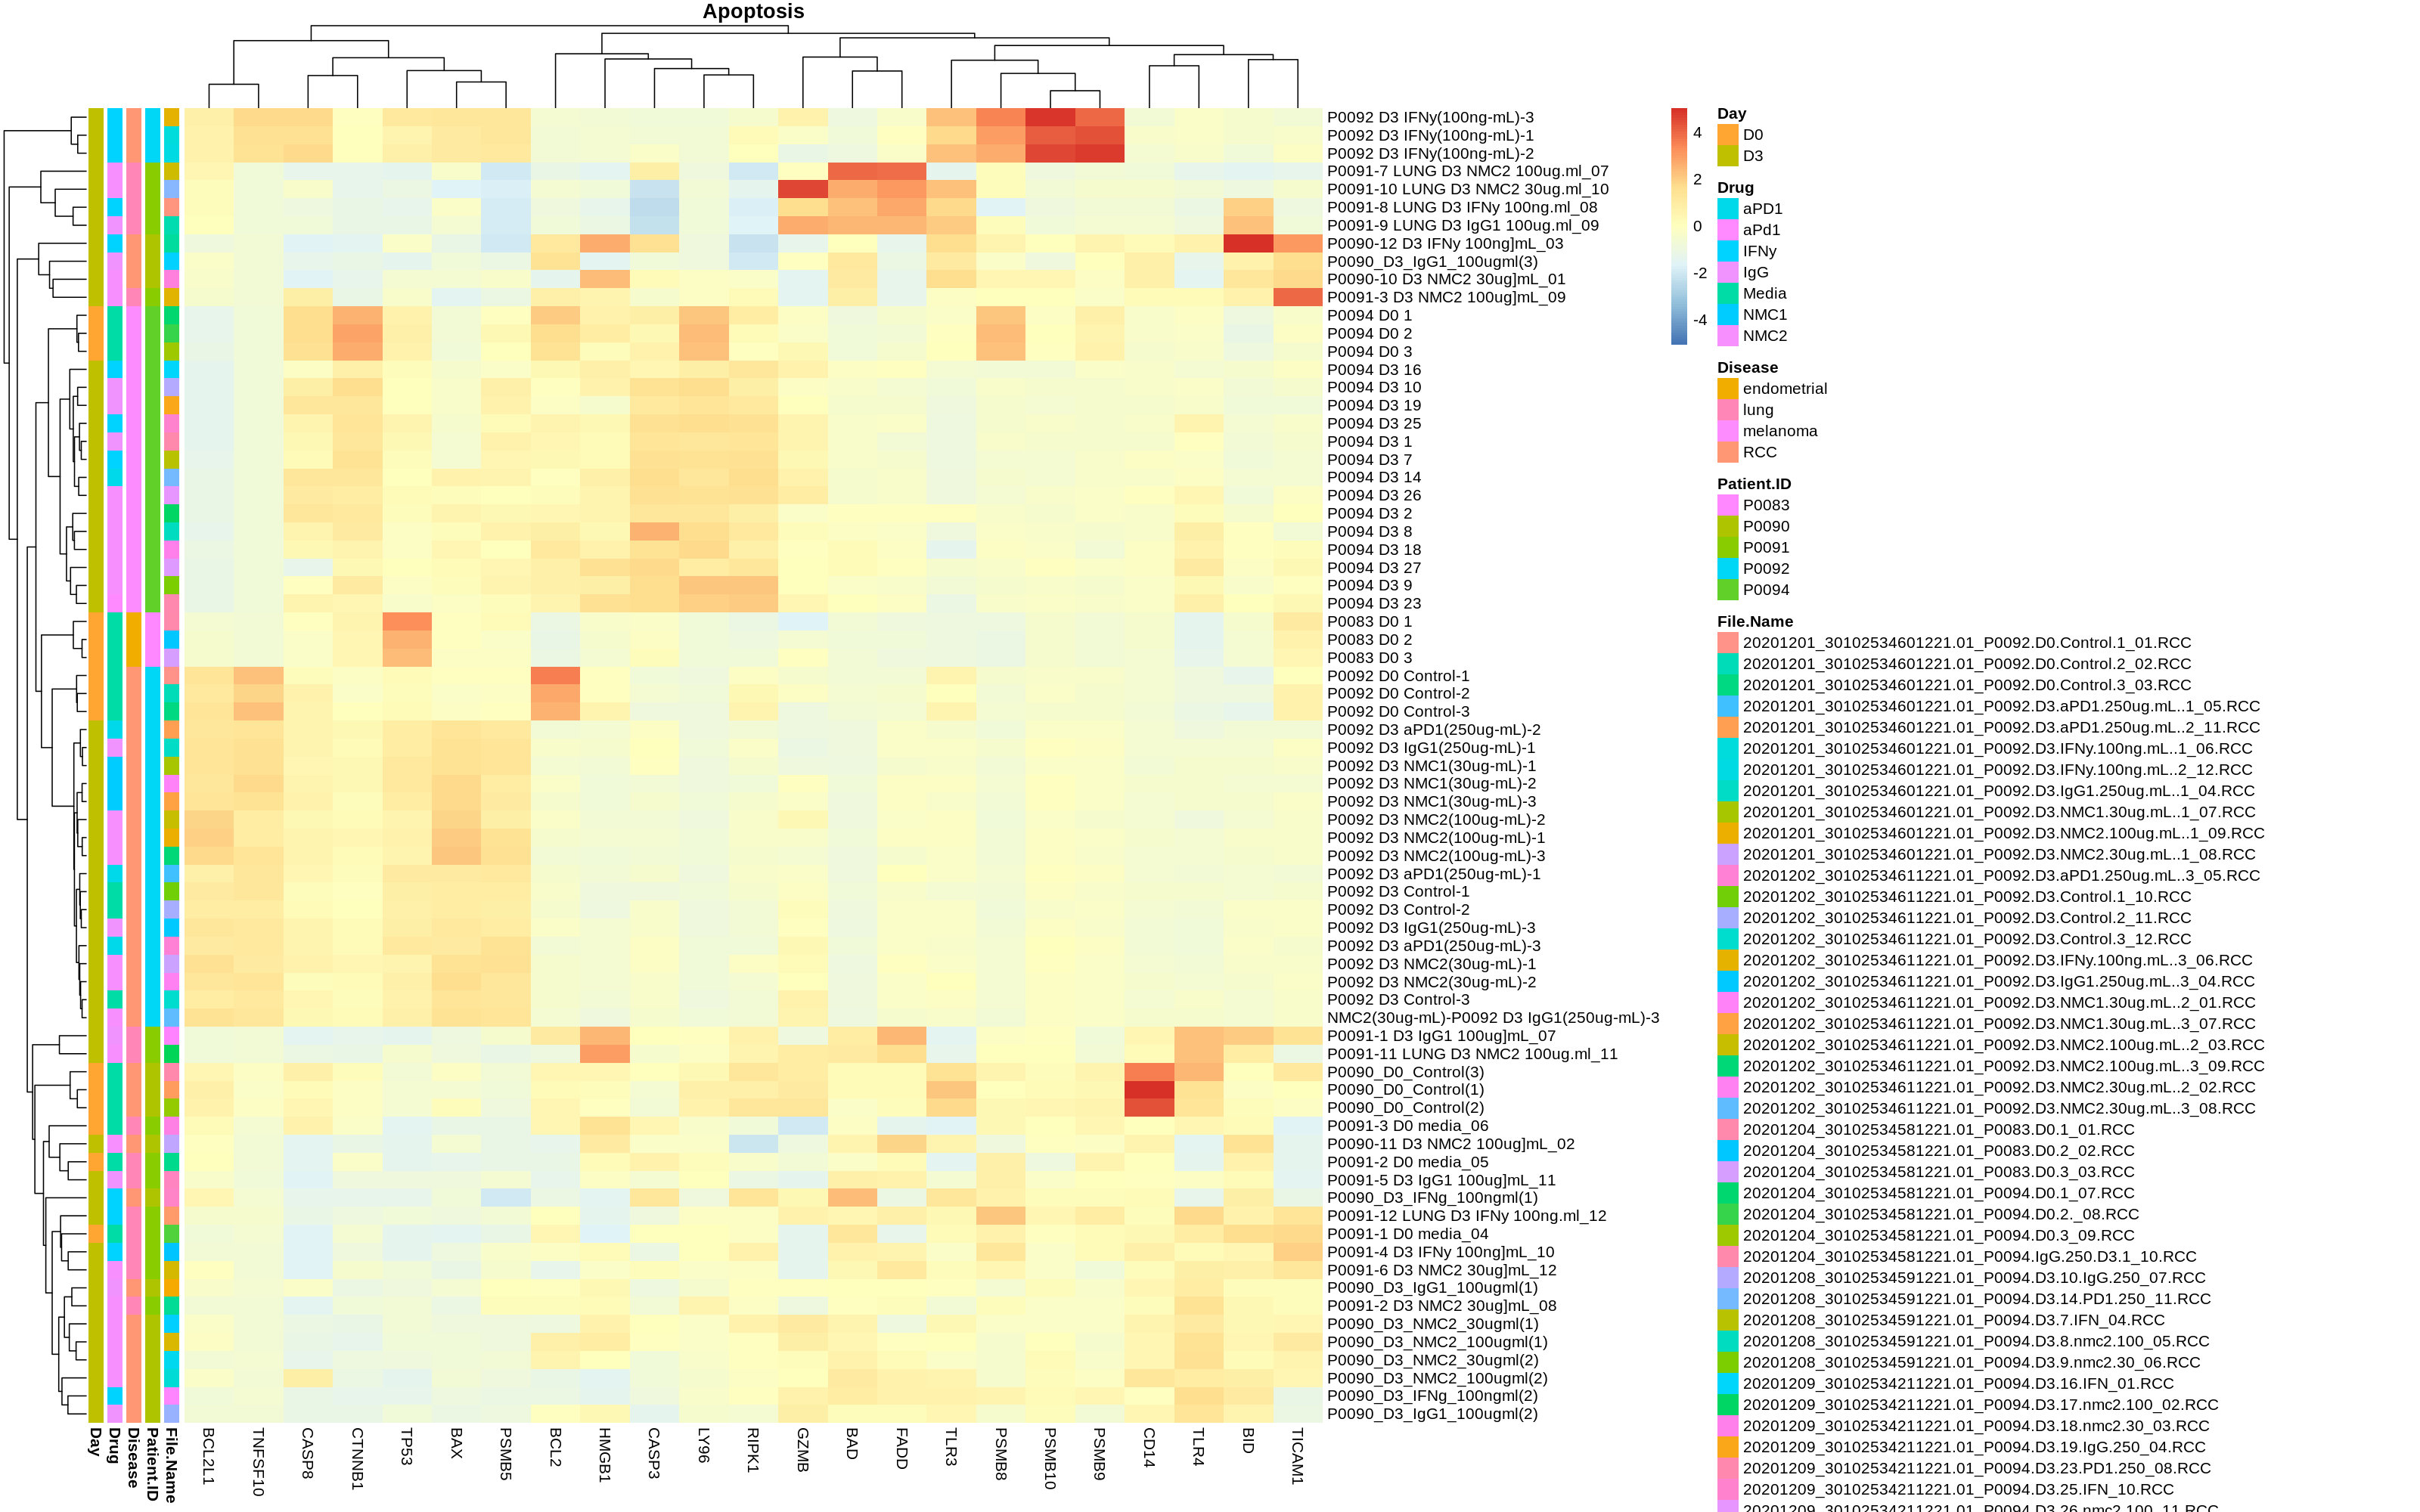 Apoptosis
P0092 D3 IFNy(100ng-mL)-3
P0092 D3 IFNy(100ng-mL)-1
P0092 D3 IFNy(100ng-mL)-2
P0091-7 LUNG D3 NMC2 100ug.ml_07
P0091-10 LUNG D3 NMC2 30ug.ml_10
P0091-8 LUNG D3 IFNy 100ng.ml_08
P0091-9 LUNG D3 IgG1 100ug.ml_09
P0090-12 D3 IFNy 100ng]mL_03
P0090_D3_IgG1_100ugml(3)
P0090-10 D3 NMC2 30ug]mL_01
P0091-3 D3 NMC2 100ug]mL_09
P0094 D0 1
P0094 D0 2
P0094 D0 3
P0094 D3 16
P0094 D3 10
P0094 D3 19
P0094 D3 25
P0094 D3 1
P0094 D3 7
P0094 D3 14
P0094 D3 26
P0094 D3 2
P0094 D3 8
P0094 D3 18
P0094 D3 27
P0094 D3 9
P0094 D3 23
P0083 D0 1
P0083 D0 2
P0083 D0 3
P0092 D0 Control-1
P0092 D0 Control-2
P0092 D0 Control-3
P0092 D3 aPD1(250ug-mL)-2
P0092 D3 IgG1(250ug-mL)-1
P0092 D3 NMC1(30ug-mL)-1
P0092 D3 NMC1(30ug-mL)-2
P0092 D3 NMC1(30ug-mL)-3
P0092 D3 NMC2(100ug-mL)-2
P0092 D3 NMC2(100ug-mL)-1
P0092 D3 NMC2(100ug-mL)-3
P0092 D3 aPD1(250ug-mL)-1
P0092 D3 Control-1
P0092 D3 Control-2
P0092 D3 IgG1(250ug-mL)-3
P0092 D3 aPD1(250ug-mL)-3
P0092 D3 NMC2(30ug-mL)-1
P0092 D3 NMC2(30ug-mL)-2
P0092 D3 Control-3
NMC2(30ug-mL)-P0092 D3 IgG1(250ug-mL)-3
P0091-1 D3 IgG1 100ug]mL_07
P0091-11 LUNG D3 NMC2 100ug.ml_11
P0090_D0_Control(3)
P0090_D0_Control(1)
P0090_D0_Control(2)
P0091-3 D0 media_06
P0090-11 D3 NMC2 100ug]mL_02
P0091-2 D0 media_05
P0091-5 D3 IgG1 100ug]mL_11
P0090_D3_IFNg_100ngml(1)
P0091-12 LUNG D3 IFNy 100ng.ml_12
P0091-1 D0 media_04
P0091-4 D3 IFNy 100ng]mL_10
P0091-6 D3 NMC2 30ug]mL_12
P0090_D3_IgG1_100ugml(1)
P0091-2 D3 NMC2 30ug]mL_08
P0090_D3_NMC2_30ugml(1)
P0090_D3_NMC2_100ugml(1)
P0090_D3_NMC2_30ugml(2)
P0090_D3_NMC2_100ugml(2)
P0090_D3_IFNg_100ngml(2)
P0090_D3_IgG1_100ugml(2)
Day
Drug
Disease
Patient.ID
File.Name
BCL2L1
TNFSF10
CASP8
CTNNB1
TP53
BAX
PSMB5
BCL2
HMGB1
CASP3
LY96
RIPK1
GZMB
BAD
FADD
TLR3
PSMB8
PSMB10
PSMB9
CD14
TLR4
BID
TICAM1
4
2
0
-2
-4
Day
D0
D3
Drug
aPD1
aPd1
IFNy
IgG
Media
NMC1
NMC2
Disease
endometrial
lung
melanoma
RCC
Patient.ID
P0083
P0090
P0091
P0092
P0094
File.Name
20201201_30102534601221.01_P0092.D0.Control.1_01.RCC
20201201_30102534601221.01_P0092.D0.Control.2_02.RCC
20201201_30102534601221.01_P0092.D0.Control.3_03.RCC
20201201_30102534601221.01_P0092.D3.aPD1.250ug.mL..1_05.RCC
20201201_30102534601221.01_P0092.D3.aPD1.250ug.mL..2_11.RCC
20201201_30102534601221.01_P0092.D3.IFNy.100ng.mL..1_06.RCC
20201201_30102534601221.01_P0092.D3.IFNy.100ng.mL..2_12.RCC
20201201_30102534601221.01_P0092.D3.IgG1.250ug.mL..1_04.RCC
20201201_30102534601221.01_P0092.D3.NMC1.30ug.mL..1_07.RCC
20201201_30102534601221.01_P0092.D3.NMC2.100ug.mL..1_09.RCC
20201201_30102534601221.01_P0092.D3.NMC2.30ug.mL..1_08.RCC
20201202_30102534611221.01_P0092.D3.aPD1.250ug.mL..3_05.RCC
20201202_30102534611221.01_P0092.D3.Control.1_10.RCC
20201202_30102534611221.01_P0092.D3.Control.2_11.RCC
20201202_30102534611221.01_P0092.D3.Control.3_12.RCC
20201202_30102534611221.01_P0092.D3.IFNy.100ng.mL..3_06.RCC
20201202_30102534611221.01_P0092.D3.IgG1.250ug.mL..3_04.RCC
20201202_30102534611221.01_P0092.D3.NMC1.30ug.mL..2_01.RCC
20201202_30102534611221.01_P0092.D3.NMC1.30ug.mL..3_07.RCC
20201202_30102534611221.01_P0092.D3.NMC2.100ug.mL..2_03.RCC
20201202_30102534611221.01_P0092.D3.NMC2.100ug.mL..3_09.RCC
20201202_30102534611221.01_P0092.D3.NMC2.30ug.mL..2_02.RCC
20201202_30102534611221.01_P0092.D3.NMC2.30ug.mL..3_08.RCC
20201204_30102534581221.01_P0083.D0.1_01.RCC
20201204_30102534581221.01_P0083.D0.2_02.RCC
20201204_30102534581221.01_P0083.D0.3_03.RCC
20201204_30102534581221.01_P0094.D0.1_07.RCC
20201204_30102534581221.01_P0094.D0.2._08.RCC
20201204_30102534581221.01_P0094.D0.3_09.RCC
20201204_30102534581221.01_P0094.IgG.250.D3.1_10.RCC
20201208_30102534591221.01_P0094.D3.10.IgG.250_07.RCC
20201208_30102534591221.01_P0094.D3.14.PD1.250_11.RCC
20201208_30102534591221.01_P0094.D3.7.IFN_04.RCC
20201208_30102534591221.01_P0094.D3.8.nmc2.100_05.RCC
20201208_30102534591221.01_P0094.D3.9.nmc2.30_06.RCC
20201209_30102534211221.01_P0094.D3.16.IFN_01.RCC
20201209_30102534211221.01_P0094.D3.17.nmc2.100_02.RCC
20201209_30102534211221.01_P0094.D3.18.nmc2.30_03.RCC
20201209_30102534211221.01_P0094.D3.19.IgG.250_04.RCC
20201209_30102534211221.01_P0094.D3.23.PD1.250_08.RCC
20201209_30102534211221.01_P0094.D3.25.IFN_10.RCC
20201209_30102534211221.01_P0094.D3.26.nmc2.100_11.RCC